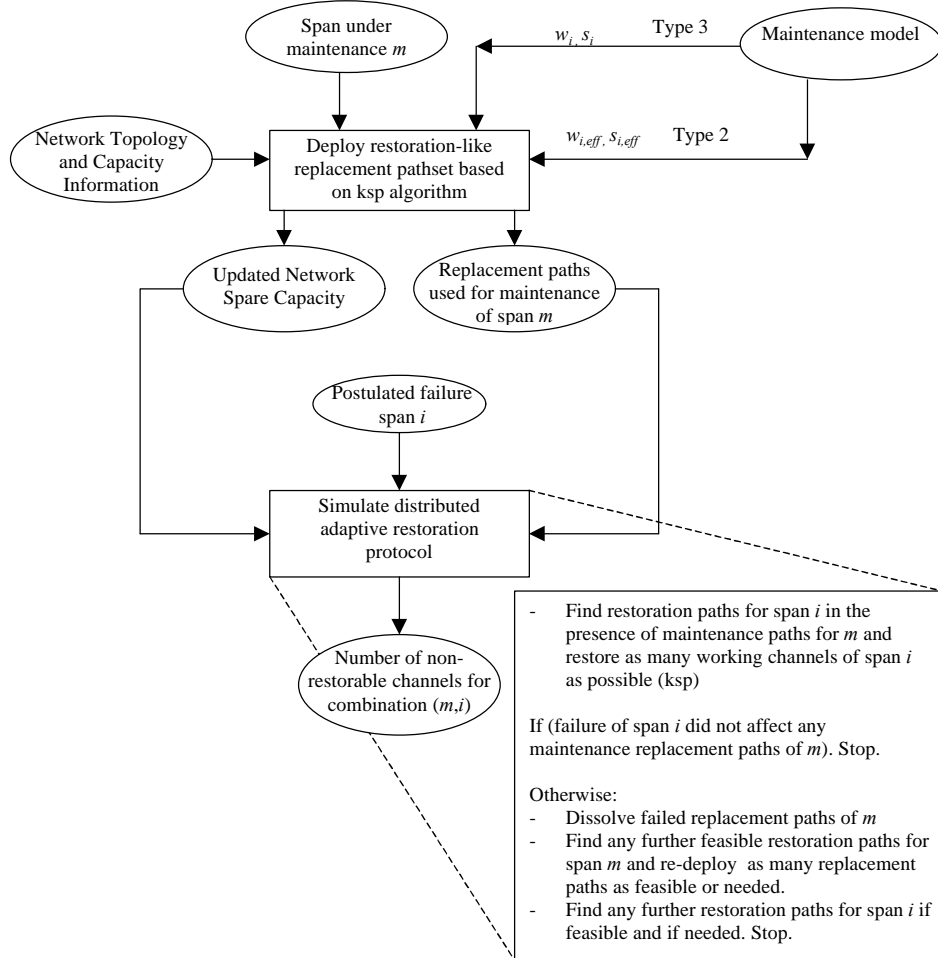 Span under
maintenance m
w_i, s_i
Type 3
Maintenance model
Network Topology
and Capacity
Information
Deploy restoration-like
replacement pathset based
on ksp algorithm
w_{i,eff}, s_{i,eff}
Type 2
Updated Network
Spare Capacity
Replacement paths
used for maintenance
of span m
Postulated failure
span i
Simulate distributed
adaptive restoration
protocol
Number of non-
restorable channels for
combination (m,i)
- Find restoration paths for span i in the
presence of maintenance paths for m and
restore as many working channels of span i
as possible (ksp)
If (failure of span i did not affect any
maintenance replacement paths of m). Stop.
Otherwise:
- Dissolve failed replacement paths of m
- Find any further feasible restoration paths for
span m and re-deploy as many replacement
paths as feasible or needed.
- Find any further restoration paths for span i if
feasible and if needed. Stop.